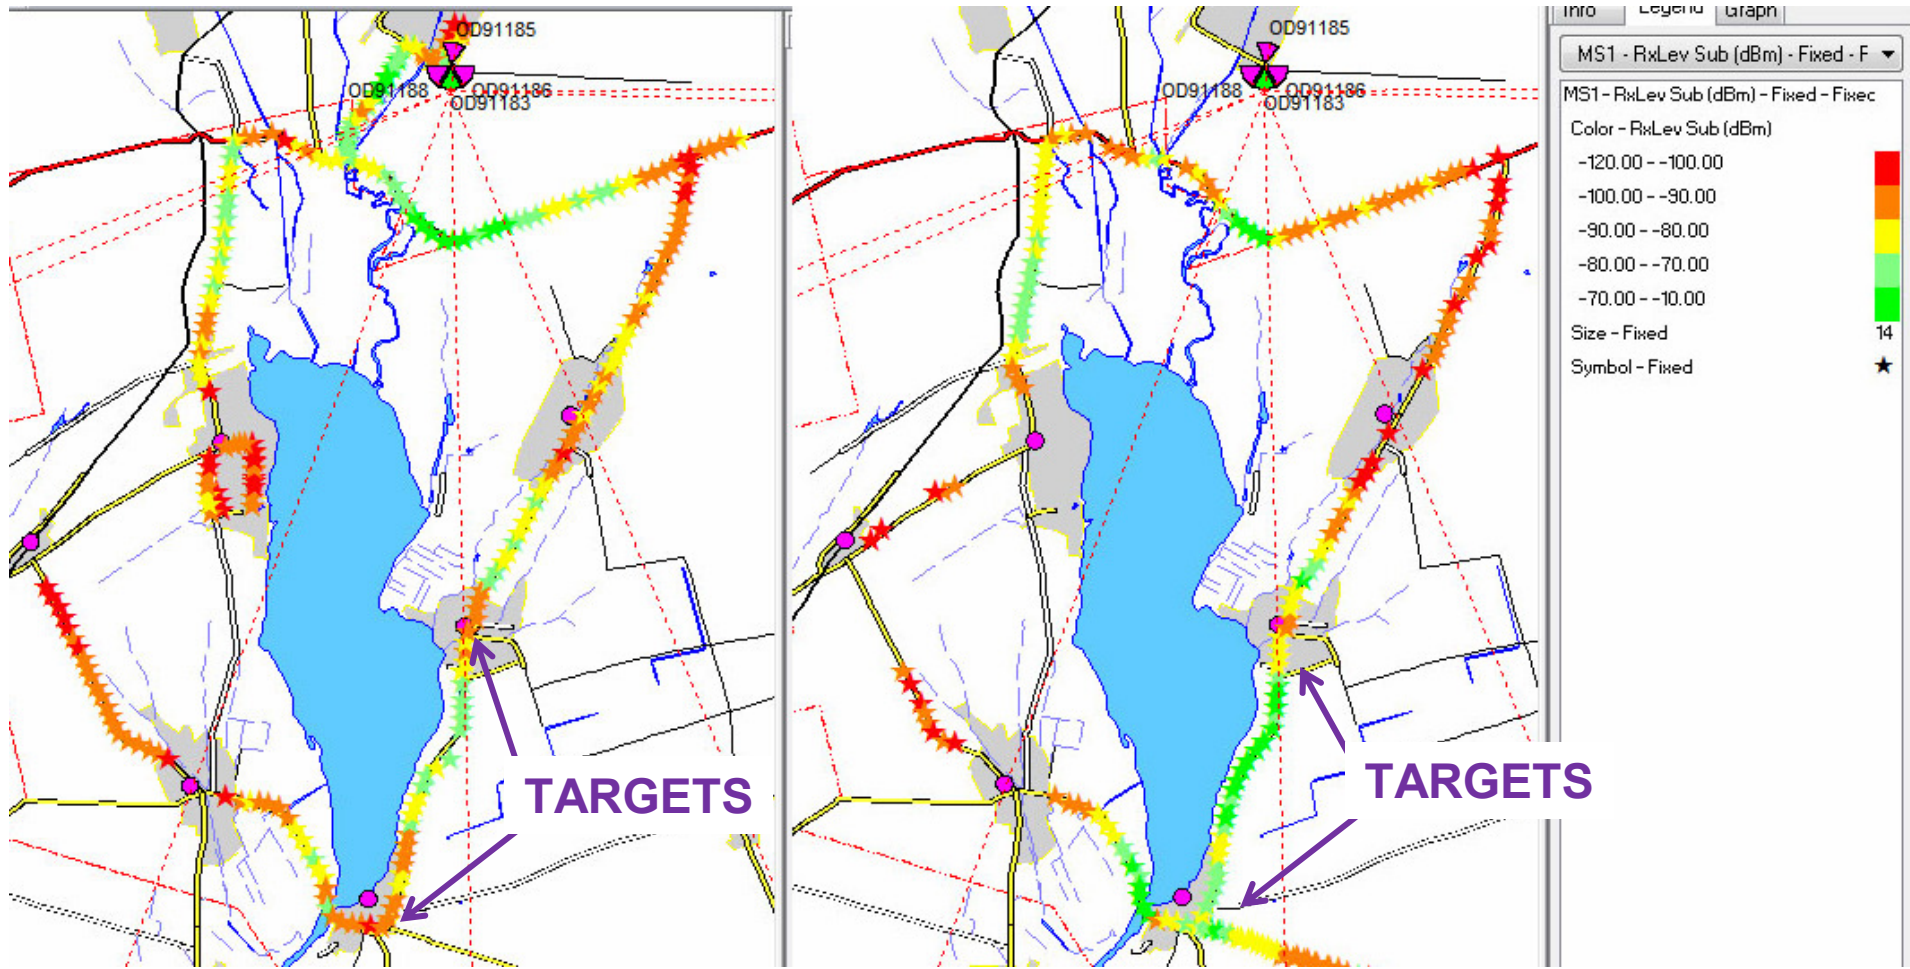 OD91185
OD91188
OD91186
OD91183
TARGETS
OD91185
OD91188
OD91186
OD91183
TARGETS
Info Legend Graph
MS1 - RxLev Sub (dBm) - Fixed - F
MS1 - RxLev Sub (dBm) - Fixed - Fixec
Color - RxLev Sub (dBm)
-120.00 - -100.00
-100.00 - -90.00
-90.00 - -80.00
-80.00 - -70.00
-70.00 - -10.00
Size - Fixed 14
Symbol - Fixed